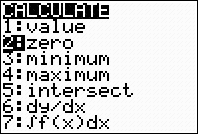 CALCULATE
1:value
2:zero
3:minimum
4:maximum
5:intersect
6:dy/dx
7:∫f(x)dx